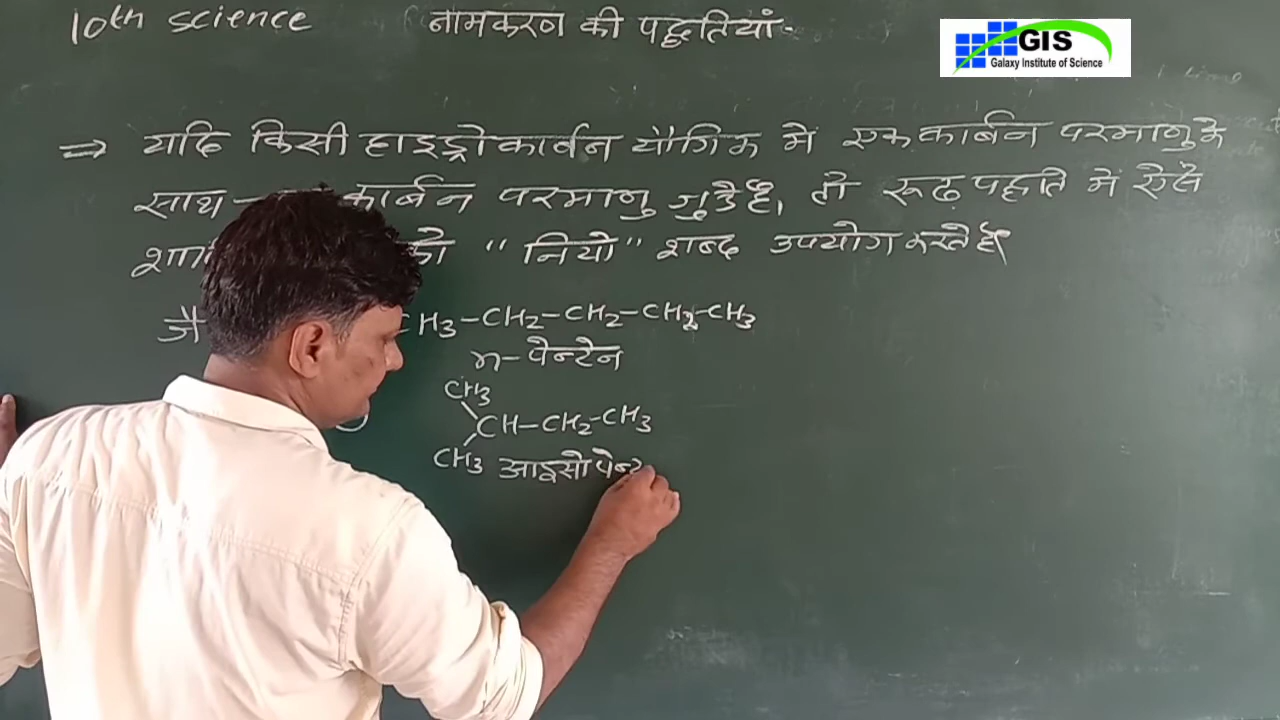 10th science नामकरण की पद्धतियां-
GIS
Galaxy Institute of Science
⇒ यदि किसी हाइड्रोकार्बन यौगिक मे एक कार्बन परमाणु के
साथ कार्बन परमाणु जुडे है, तो रूढ़ पद्दति में ऐसे
को "नियो" शब्द उपयोग करते है
जै CH3-CH2-CH2-CH2-CH3
n-पेन्टेन
CH3
CH-CH2-CH3
CH3 आइसोपेन्ट